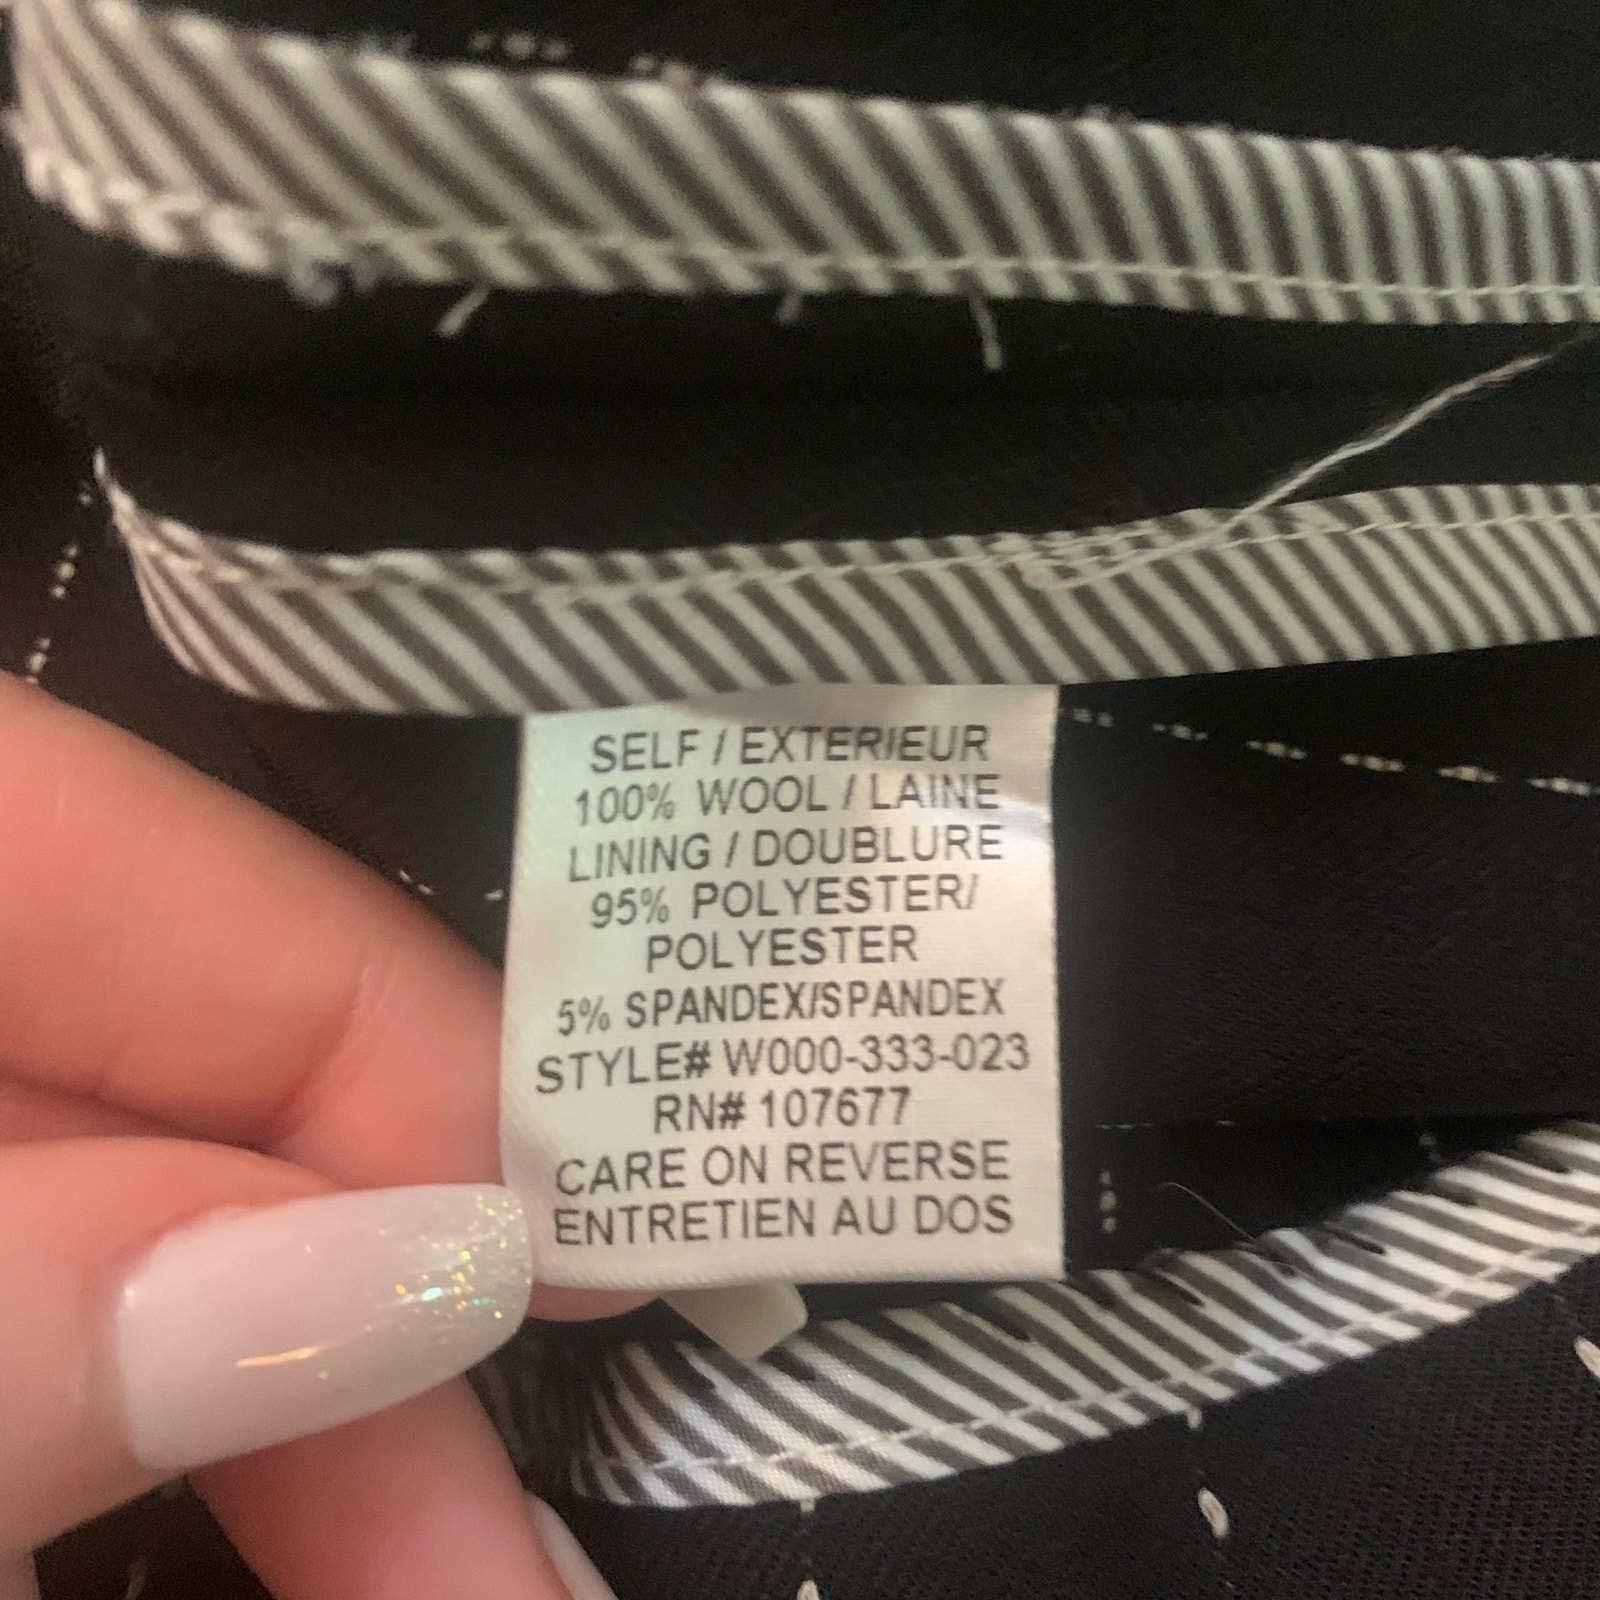 SELF / EXTERIEUR
100% WOOL / LAINE
LINING / DOUBLURE
95% POLYESTER/
POLYESTER
5% SPANDEX/SPANDEX
STYLE# W000-333-023
RN# 107677
CARE ON REVERSE
ENTRETIEN AU DOS